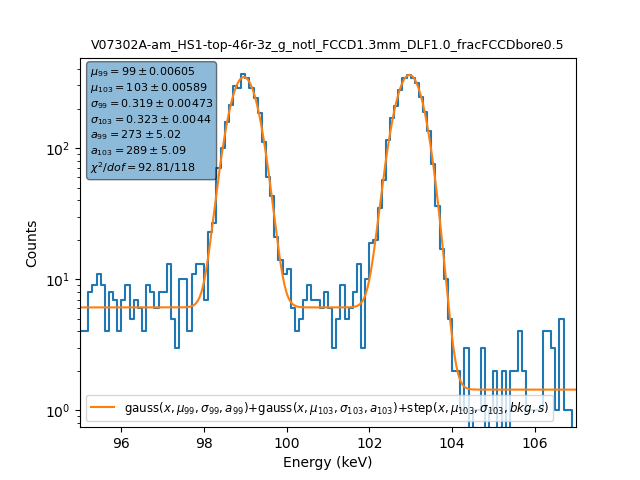 V07302A-am_HS1-top-46r-3z_g_notl_FCCD1.3mm_DLF1.0_fracFCCDbore0.5
μ₉₉ = 99 ± 0.00605
μ₁₀₃ = 103 ± 0.00589
σ₉₉ = 0.319 ± 0.00473
σ₁₀₃ = 0.323 ± 0.0044
a₉₉ = 273 ± 5.02
a₁₀₃ = 289 ± 5.09
χ²/dof = 92.81/118
10²
10¹
10⁰
Counts
gauss(x, μ₉₉, σ₉₉, a₉₉)+gauss(x, μ₁₀₃, σ₁₀₃, a₁₀₃)+step(x, μ₁₀₃, σ₁₀₃, bkg, s)
96 98 100 102 104 106
Energy (keV)